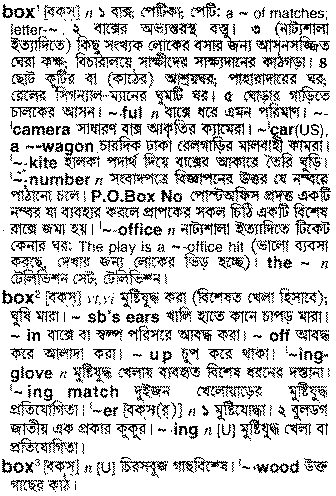 box¹ [বক্স] n ১ বাক্স; পেটিকা; পেটি: a ~ of matches;
letter-~. ২ বাক্সের অভ্যন্তরস্থ বস্তু। ৩ (নাট্যশালা
ইত্যাদিতে) কিছু সংখ্যক লোকের বসার জন্য আসনসজ্জিত
ঘেরা কক্ষ; বিচারালয়ে সাক্ষীদের সাক্ষ্যদানের কাঠগড়া। ৪
ছোট কুটির বা (কাঠের) আশ্রয়ঘর; পাহারাদারের ঘর;
রেলের সিগন্যাল-ম্যানের ঘুমটি ঘর। ৫ ঘোড়ার গাড়িতে
চালকের আসন। ~·ful n বাক্সে ধরে এমন পরিমাণ। ~-
camera সাধারণ বাক্স আকৃতির ক্যামেরা। ~·car(US),
a ~-wagon চারদিক ঢাকা রেলগাড়ির মালবাহী কামরা।
~-kite হালকা পদার্থ দিয়ে বাক্সের আকারে তৈরি ঘুড়ি।
~-number n সংবাদপত্রে বিজ্ঞাপনের উত্তর যে নম্বরে
পাঠানো চলে। P.O.Box No পোস্টঅফিস প্রদত্ত একটি
নম্বর যা ব্যবহার করলে প্রাপকের সকল চিঠি একটি বিশেষ
বাক্সে জমা হয়। ~-office n নাট্যশালা ইত্যাদিতে টিকেট
কেনার ঘর: The play is a ~-office hit (ভালো ব্যবসা
করছে, দেখার জন্য লোকের ভিড় হচ্ছে)। the ~ n
টেলিভিশন সেট; টেলিভিশন।
box² [বক্স] vt,vi মুষ্টিযুদ্ধ করা (বিশেষত খেলা হিসাবে);
ঘুষি মারা। ~ sb's ears খালি হাতে কানে চাপড় মারা।
~ in বাক্সে বা স্বল্প পরিসরে আবদ্ধ করা। ~ off আবদ্ধ
করে আলাদা করা। ~ up চুপ করে থাকা। ~ing-
glove n মুষ্টিযুদ্ধ খেলায় ব্যবহৃত বিশেষ ধরনের দস্তানা।
~ing match দুইজন খেলোয়াড়ের মুষ্টিযুদ্ধ
প্রতিযোগিতা। ~er [বক্স(র্)] n ১ মুষ্টিযোদ্ধা। ২ বুলডগ
জাতীয় এক প্রকার কুকুর। ~·ing n [U] মুষ্টিযুদ্ধ খেলা বা
প্রতিযোগিতা।
box³ [বক্স] n [U] চিরসবুজ গাছবিশেষ। ~·wood উক্ত
গাছের কাঠ।